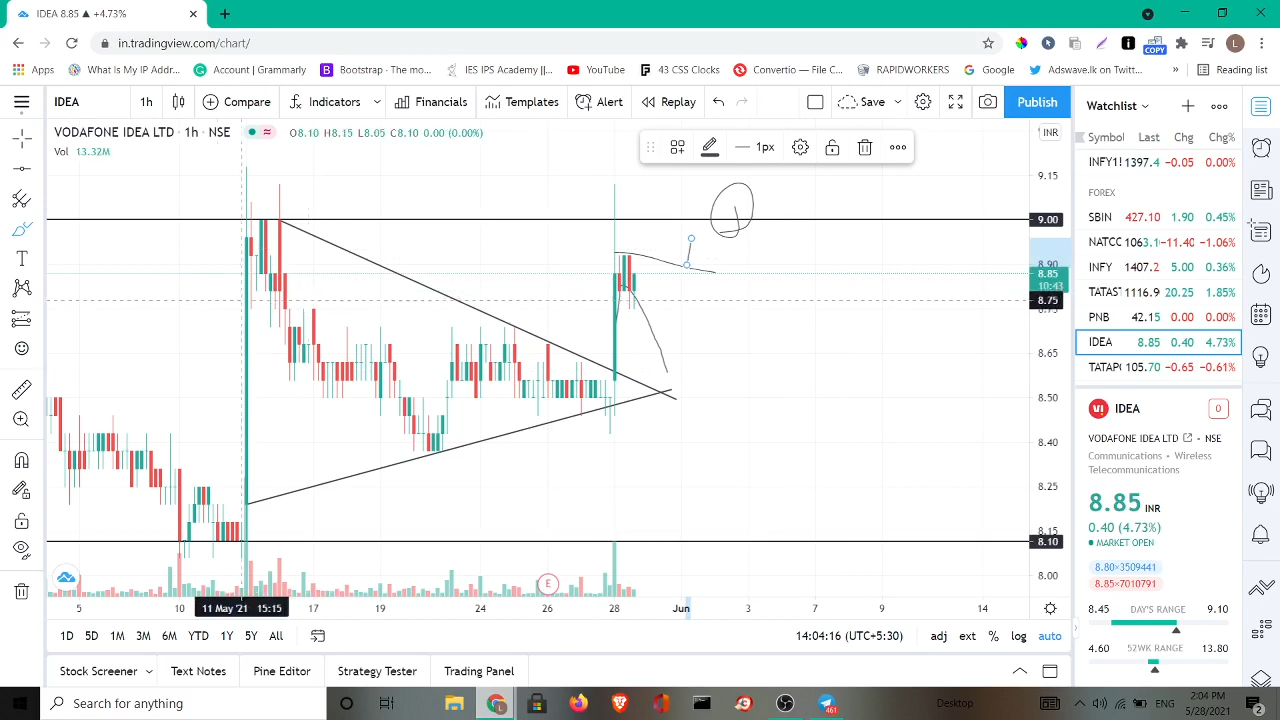 IDEA 8.85 ▲ +4.73%
in.tradingview.com/chart/
COPY
L
Apps
What Is My IP Addr...
Account | Grammarly
Bootstrap · The mo...
IES IPS Academy ||...
YouTube
43 CSS Clocks
Convertio — File C...
RAPIDWORKERS
Google
Adswave.lk on Twitt...
»
Reading list
IDEA
1h
Compare
Indicators
Financials
Templates
Alert
Replay
Save
Publish
Watchlist
VODAFONE IDEA LTD · 1h · NSE
O8.10 H8.15 L8.05 C8.10 0.00 (0.00%)
Vol 13.32M
1px
INR
9.15
9.00
8.90
8.85
10:43
8.75
8.65
8.50
8.40
8.25
8.15
8.10
8.00
E
5
10
11 May '21 15:15
17
19
24
26
28
Jun
3
7
9
14
1D 5D 1M 3M 6M YTD 1Y 5Y All
14:04:16 (UTC+5:30)
adj ext % log auto
Stock Screener
Text Notes
Pine Editor
Strategy Tester
Trading Panel
Symbol Last Chg Chg%
INFY1! 1397.4 -0.05 0.00%
FOREX
SBIN 427.10 1.90 0.45%
NATCC 1063.1 -11.40 -1.06%
INFY 1407.2 5.00 0.36%
TATAS 1116.9 20.25 1.85%
PNB 42.15 0.00 0.00%
IDEA 8.85 0.40 4.73%
TATAP 105.70 -0.65 -0.61%
IDEA
0
VODAFONE IDEA LTD · NSE
Communications · Wireless
Telecommunications
8.85 INR
0.40 (4.73%)
MARKET OPEN
8.80×3509441
8.85×7010791
8.45 DAY'S RANGE 9.10
4.60 52WK RANGE 13.80
Search for anything
461
Desktop
ENG
2:04 PM
5/28/2021
2